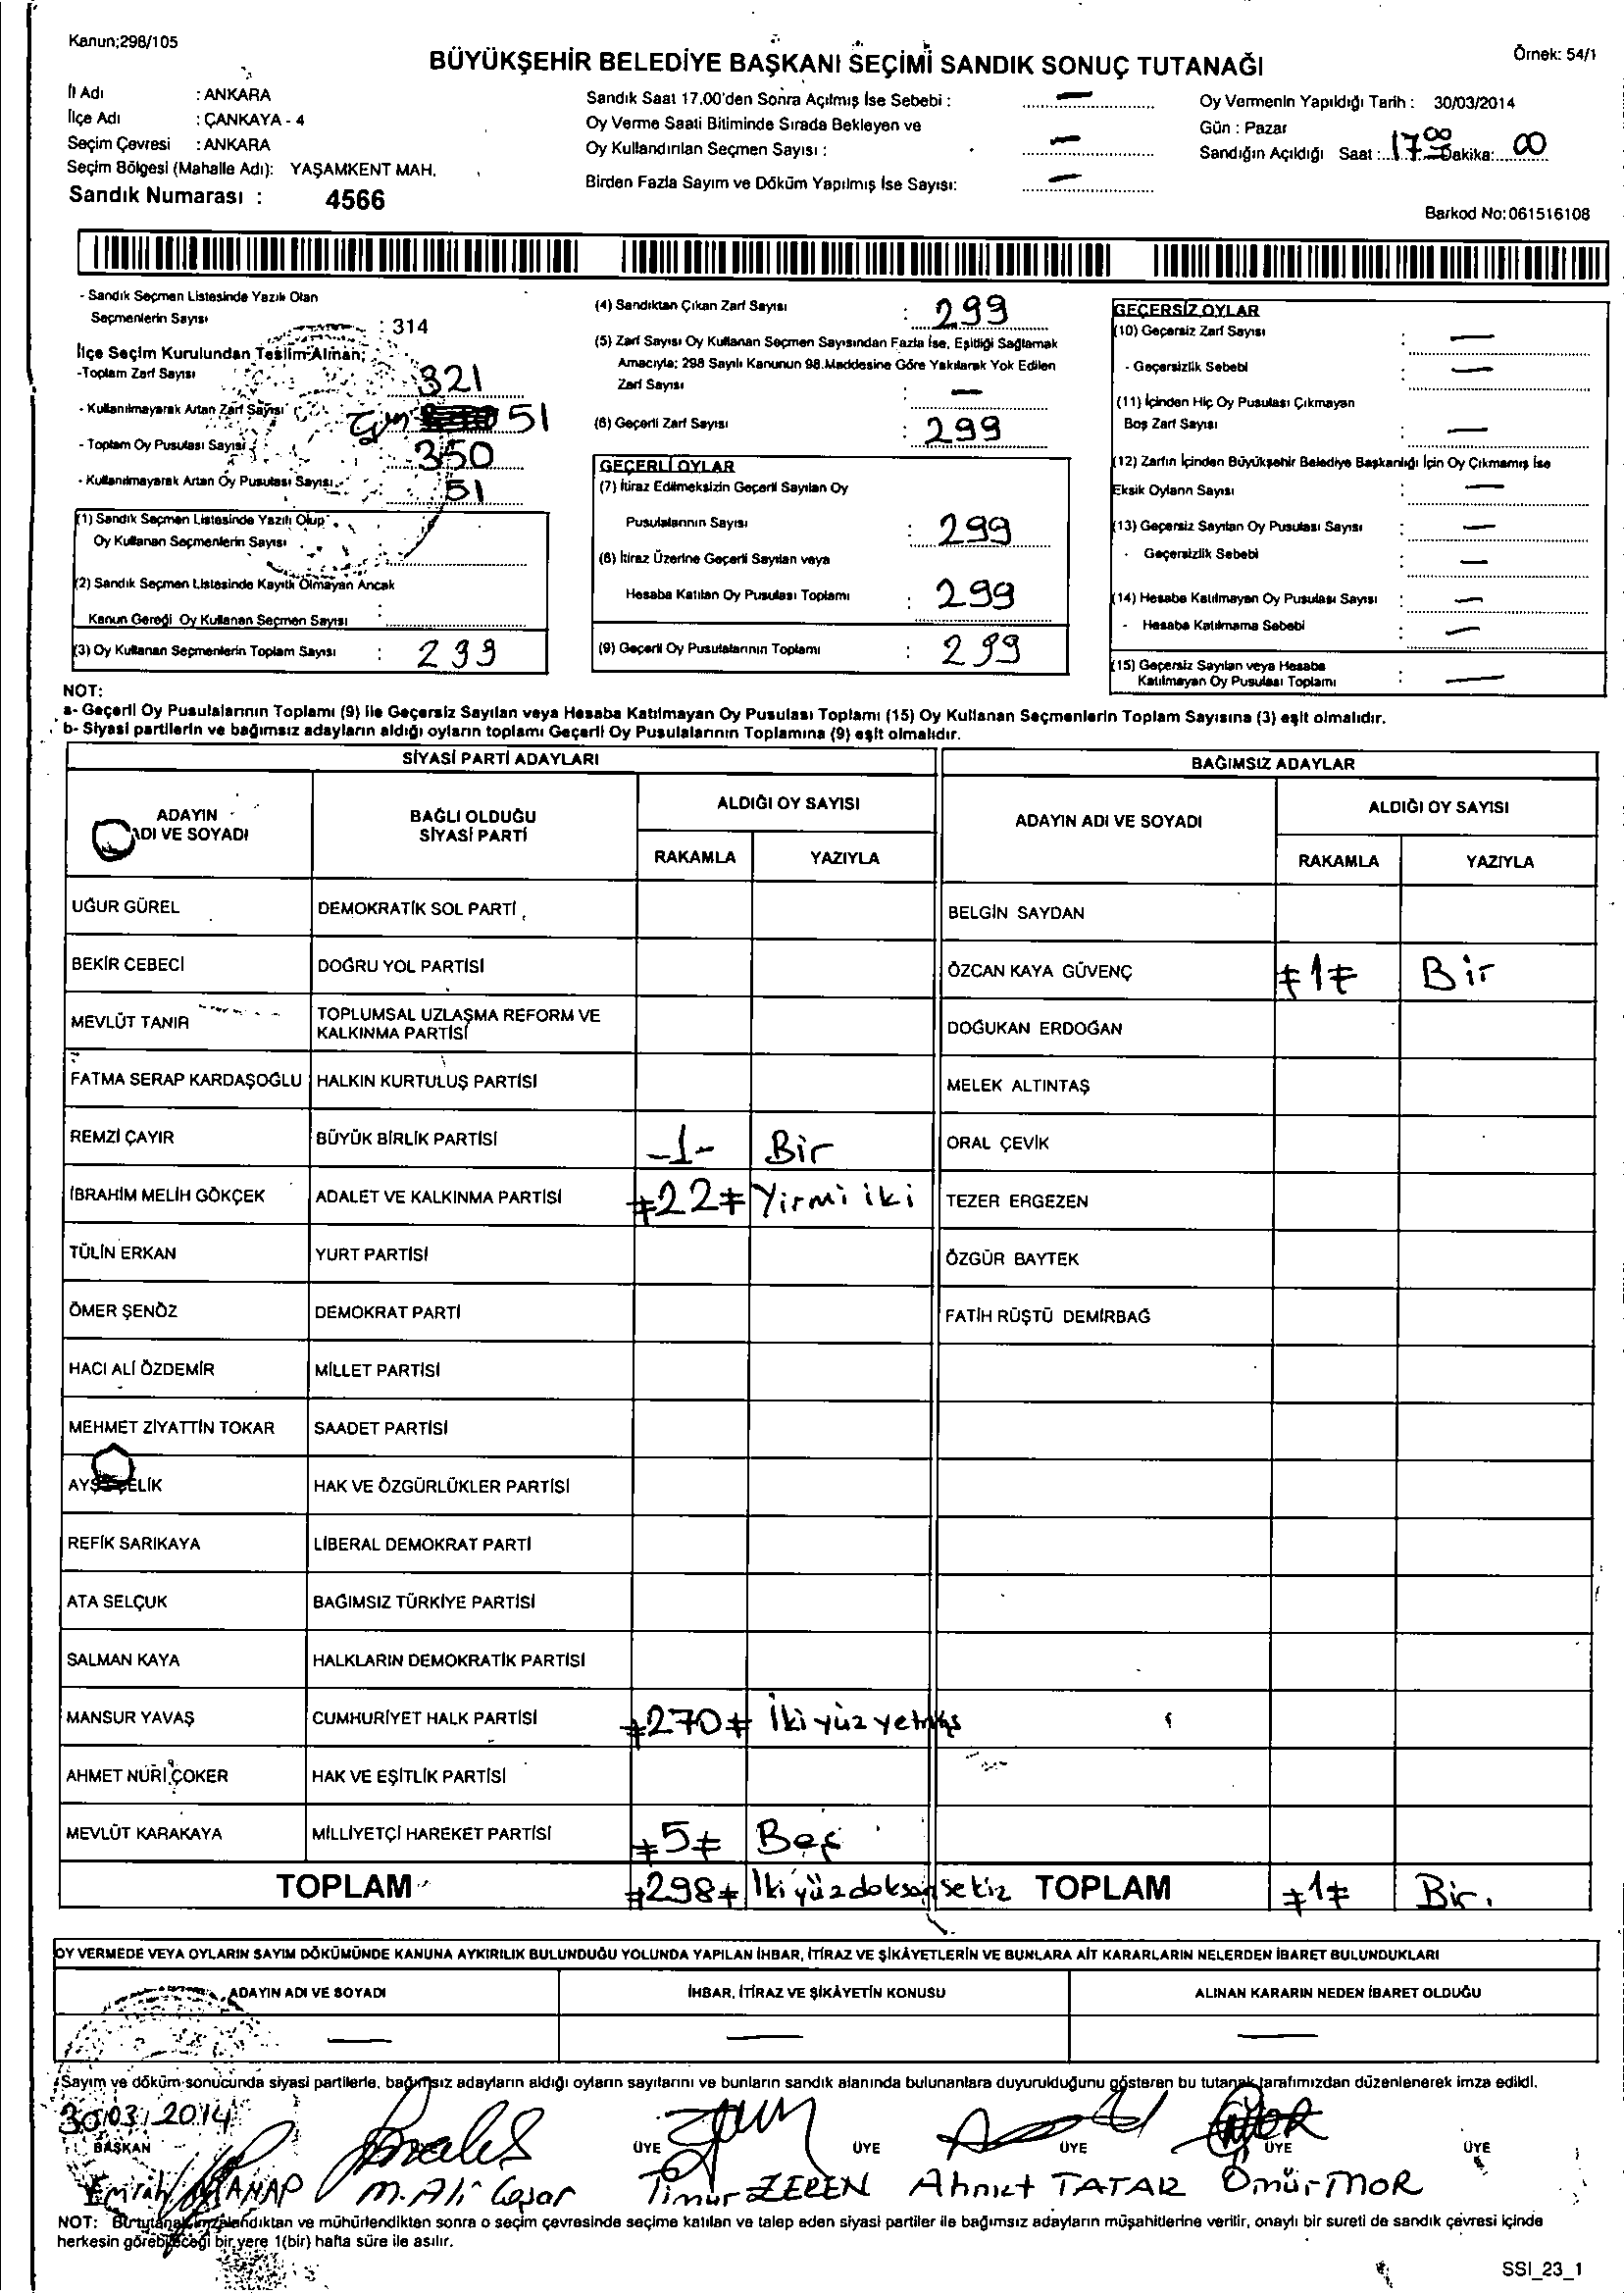 Kanun;298/105
Örnek: 54/1
BÜYÜKŞEHİR BELEDİYE BAŞKANI SEÇİMİ SANDIK SONUÇ TUTANAĞI
İl Adı : ANKARA
İlçe Adı : ÇANKAYA - 4
Seçim Çevresi : ANKARA
Seçim Bölgesi (Mahalle Adı): YAŞAMKENT MAH.
Sandık Numarası : 4566
Sandık Saat 17.00'den Sonra Açılmış İse Sebebi : —
Oy Verme Saati Bitiminde Sırada Bekleyen ve
Oy Kullandırılan Seçmen Sayısı : —
Birden Fazla Sayım ve Döküm Yapılmış İse Sayısı: —
Oy Vermenin Yapıldığı Tarih : 30/03/2014
Gün : Pazar
Sandığın Açıldığı Saat : 17 00 Dakika: 00
Barkod No: 061516108
- Sandık Seçmen Listesinde Yazılı Olan
Seçmenlerin Sayısı : 314
İlçe Seçim Kurulundan Teslim Alınan;
-Toplam Zarf Sayısı 321
- Kullanılmayarak Artan Zarf Sayısı 51
- Toplam Oy Pusulası Sayısı 350
- Kullanılmayarak Artan Oy Pusulası Sayısı 51
(1) Sandık Seçmen Listesinde Yazılı Olup
Oy Kullanan Seçmenlerin Sayısı
(2) Sandık Seçmen Listesinde Kayıtlı Olmayan Ancak
Kanun Gereği Oy Kullanan Seçmen Sayısı :
(3) Oy Kullanan Seçmenlerin Toplam Sayısı : 299
(4) Sandıktan Çıkan Zarf Sayısı : 299
(5) Zarf Sayısı Oy Kullanan Seçmen Sayısından Fazla İse, Eşitliği Sağlamak
Amacıyla; 298 Sayılı Kanunun 98.Maddesine Göre Yakılarak Yok Edilen
Zarf Sayısı : —
(6) Geçerli Zarf Sayısı : 299
GEÇERLİ OYLAR
(7) İtiraz Edilmeksizin Geçerli Sayılan Oy
Pusulalarının Sayısı : 299
(8) İtiraz Üzerine Geçerli Sayılan veya
Hesaba Katılan Oy Pusulası Toplamı : 299
(9) Geçerli Oy Pusulalarının Toplamı : 299
GEÇERSİZ OYLAR
(10) Geçersiz Zarf Sayısı : —
- Geçersizlik Sebebi : —
(11) İçinden Hiç Oy Pusulası Çıkmayan
Boş Zarf Sayısı : —
(12) Zarfın İçinden Büyükşehir Belediye Başkanlığı İçin Oy Çıkmamış İse
Eksik Oyların Sayısı : —
(13) Geçersiz Sayılan Oy Pusulası Sayısı : —
- Geçersizlik Sebebi : —
(14) Hesaba Katılmayan Oy Pusulası Sayısı : —
- Hesaba Katılmama Sebebi : —
(15) Geçersiz Sayılan veya Hesaba
Katılmayan Oy Pusulası Toplamı : —
NOT:
a- Geçerli Oy Pusulalarının Toplamı (9) ile Geçersiz Sayılan veya Hesaba Katılmayan Oy Pusulası Toplamı (15) Oy Kullanan Seçmenlerin Toplam Sayısına (3) eşit olmalıdır.
b- Siyasi partilerin ve bağımsız adayların aldığı oyların toplamı Geçerli Oy Pusulalarının Toplamına (9) eşit olmalıdır.
SİYASİ PARTİ ADAYLARI
ADAYIN
ADI VE SOYADI
BAĞLI OLDUĞU
SİYASİ PARTİ
ALDIĞI OY SAYISI
RAKAMLA YAZIYLA
UĞUR GÜREL DEMOKRATİK SOL PARTİ
BEKİR CEBECİ DOĞRU YOL PARTİSİ
MEVLÜT TANIR TOPLUMSAL UZLAŞMA REFORM VE
KALKINMA PARTİSİ
FATMA SERAP KARDAŞOĞLU HALKIN KURTULUŞ PARTİSİ
REMZİ ÇAYIR BÜYÜK BİRLİK PARTİSİ -1- Bir
İBRAHİM MELİH GÖKÇEK ADALET VE KALKINMA PARTİSİ ≠22≠ Yirmi iki
TÜLİN ERKAN YURT PARTİSİ
ÖMER ŞENÖZ DEMOKRAT PARTİ
HACI ALİ ÖZDEMİR MİLLET PARTİSİ
MEHMET ZİYATTİN TOKAR SAADET PARTİSİ
AYŞE ÇELİK HAK VE ÖZGÜRLÜKLER PARTİSİ
REFİK SARIKAYA LİBERAL DEMOKRAT PARTİ
ATA SELÇUK BAĞIMSIZ TÜRKİYE PARTİSİ
SALMAN KAYA HALKLARIN DEMOKRATİK PARTİSİ
MANSUR YAVAŞ CUMHURİYET HALK PARTİSİ ≠270≠ İki yüz yetmiş
AHMET NURİ ÇOKER HAK VE EŞİTLİK PARTİSİ
MEVLÜT KARAKAYA MİLLİYETÇİ HAREKET PARTİSİ ≠5≠ Beş
TOPLAM ≠298≠ İki yüz doksan sekiz
BAĞIMSIZ ADAYLAR
ADAYIN ADI VE SOYADI
ALDIĞI OY SAYISI
RAKAMLA YAZIYLA
BELGİN SAYDAN
ÖZCAN KAYA GÜVENÇ ≠1≠ Bir
DOĞUKAN ERDOĞAN
MELEK ALTINTAŞ
ORAL ÇEVİK
TEZER ERGEZEN
ÖZGÜR BAYTEK
FATİH RÜŞTÜ DEMİRBAĞ
TOPLAM ≠1≠ Bir.
OY VERMEDE VEYA OYLARIN SAYIM DÖKÜMÜNDE KANUNA AYKIRILIK BULUNDUĞU YOLUNDA YAPILAN İHBAR, İTİRAZ VE ŞİKÂYETLERİN VE BUNLARA AİT KARARLARIN NELERDEN İBARET BULUNDUKLARI
ADAYIN ADI VE SOYADI İHBAR, İTİRAZ VE ŞİKÂYETİN KONUSU ALINAN KARARIN NEDEN İBARET OLDUĞU
— — —
Sayım ve döküm sonucunda siyasi partilerle, bağımsız adayların aldığı oyların sayılarını ve bunların sandık alanında bulunanlara duyurulduğunu gösteren bu tutanak tarafımızdan düzenlenerek imza edildi.
30/03/2014
BAŞKAN ÜYE ÜYE ÜYE ÜYE ÜYE
M. Ali Timur ZEREN Ahmet TATAR Ömür MOR
NOT: Bu tutanak imzalandıktan ve mühürlendikten sonra o seçim çevresinde seçime katılan ve talep eden siyasi partiler ile bağımsız adayların müşahitlerine verilir, onaylı bir sureti de sandık çevresi içinde
herkesin görebileceği bir yere 1(bir) hafta süre ile asılır.
SSI_23_1